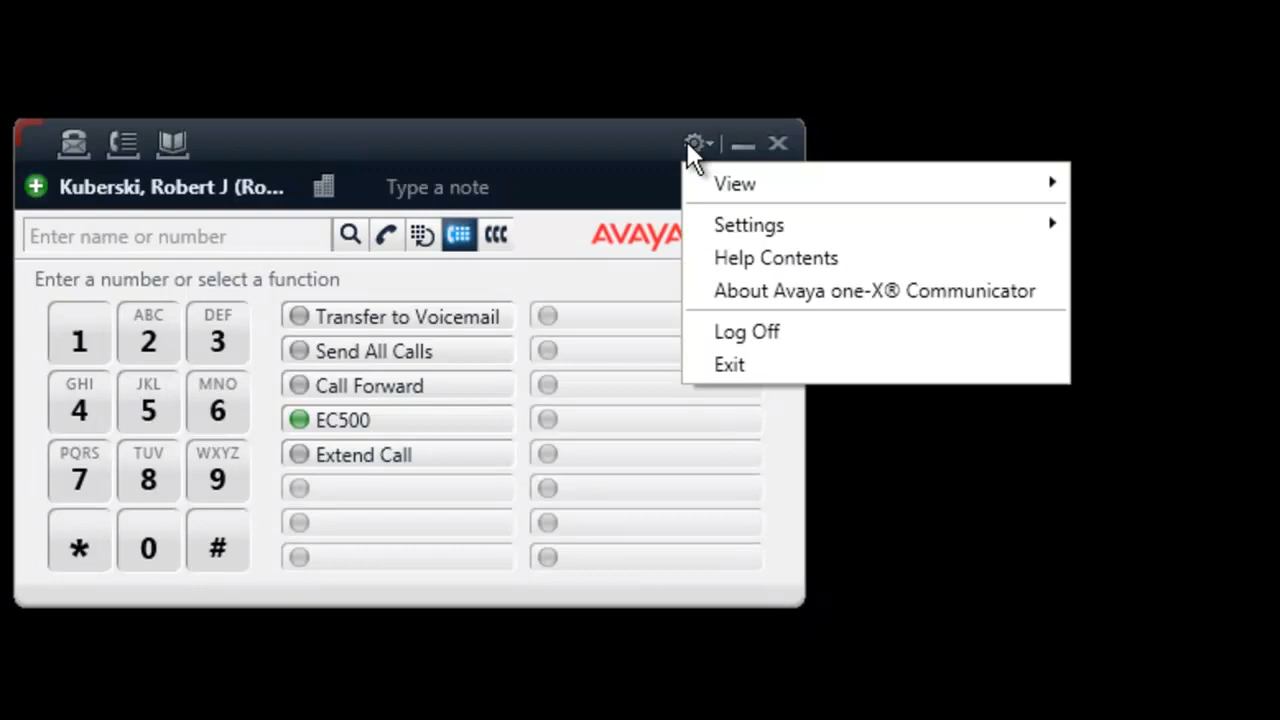 Kuberski, Robert J (Ro...
Type a note
Enter name or number
AVAYA
Enter a number or select a function
1
ABC
2
DEF
3
GHI
4
JKL
5
MNO
6
PQRS
7
TUV
8
WXYZ
9
*
0
#
Transfer to Voicemail
Send All Calls
Call Forward
EC500
Extend Call
View
Settings
Help Contents
About Avaya one-X® Communicator
Log Off
Exit